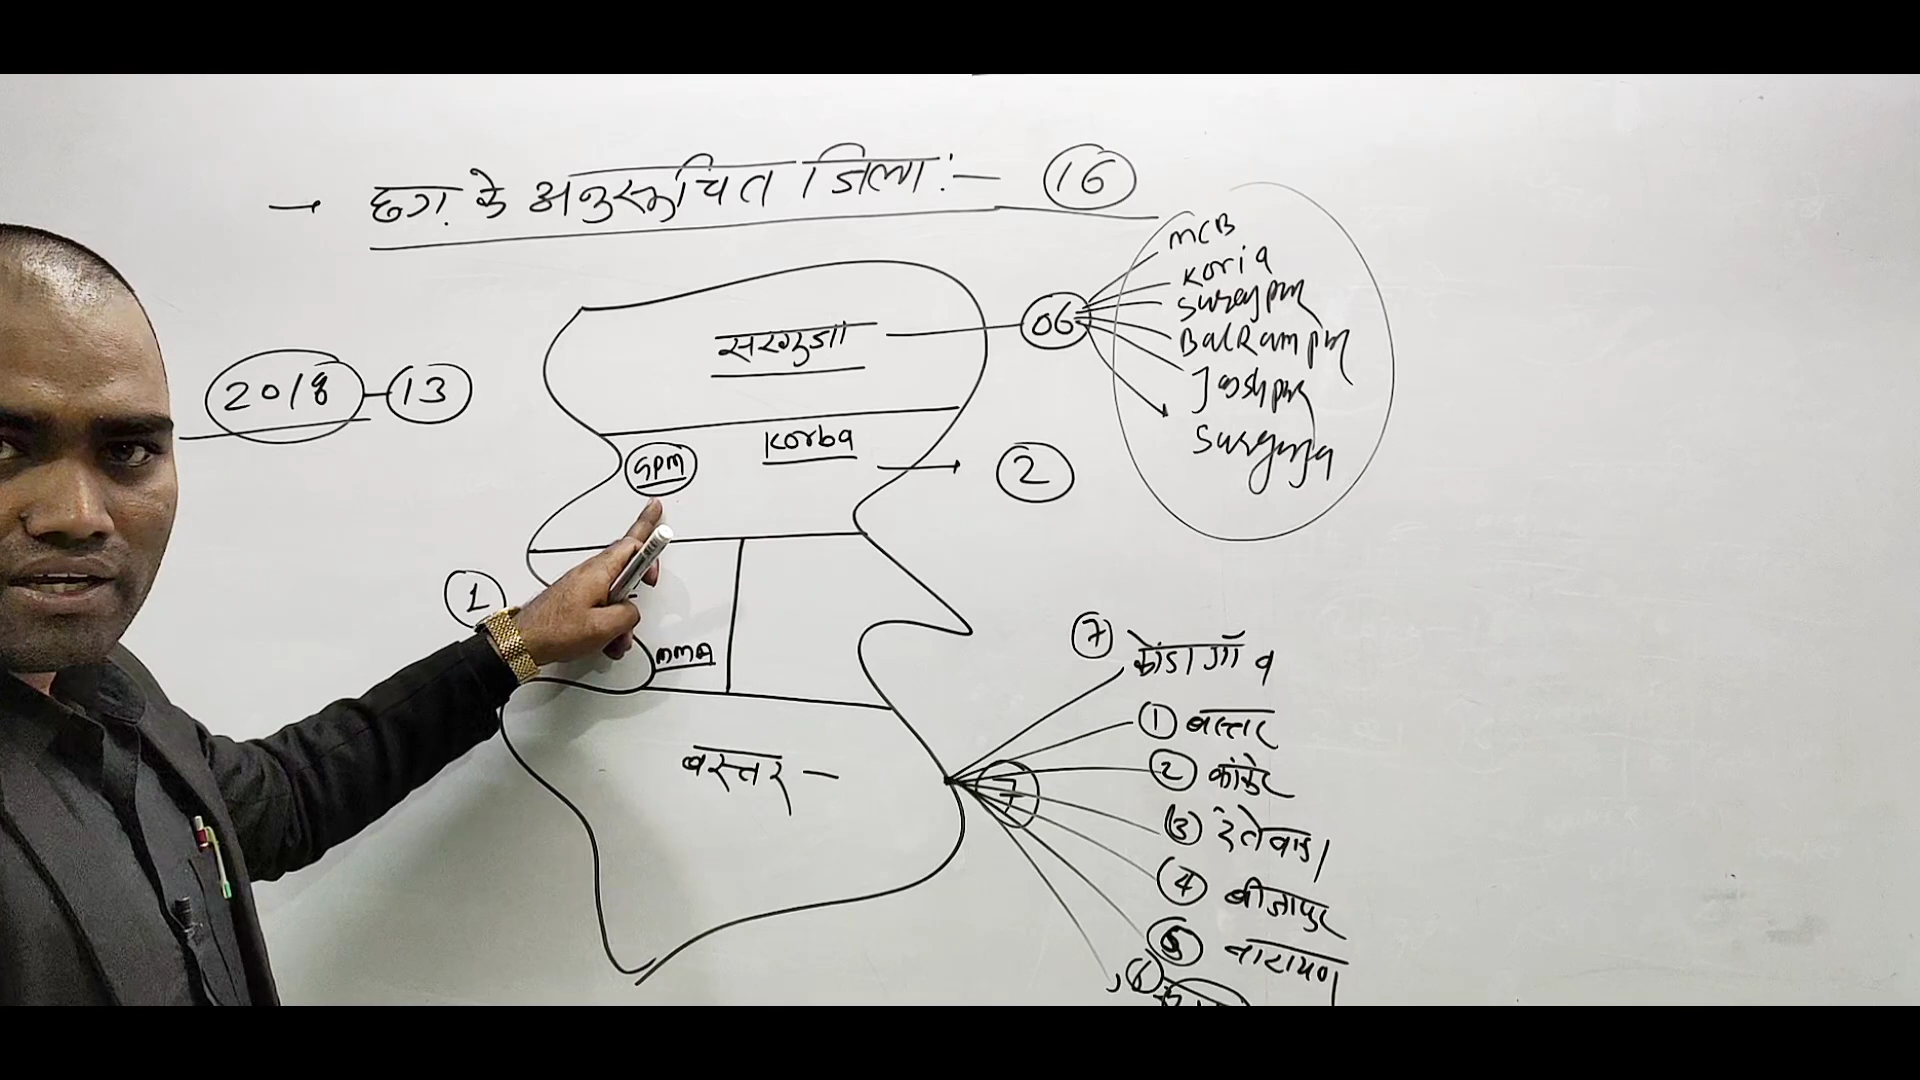 → छग. के अनुसूचित जिला :- 16
2018 - 13
सरगुजा
06
MCB
Koria
Surajpur
Balrampur
Jashpur
Surguja
GPM
Korba
2
1
MMA
बस्तर -
7
7 कोंडागाँव
1 बस्तर
2 कांकेर
3 दंतेवाड़ा
4 बीजापुर
5 नारायण
6